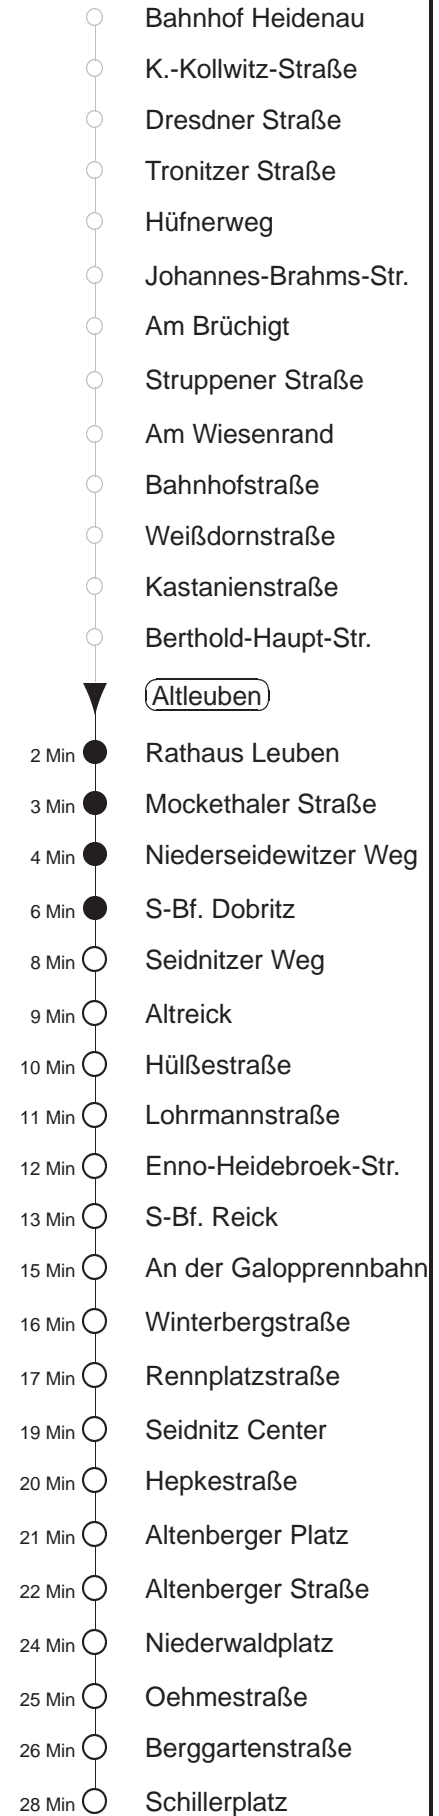 Bahnhof Heidenau
K.-Kollwitz-Straße
Dresdner Straße
Tronitzer Straße
Hüfnerweg
Johannes-Brahms-Str.
Am Brüchigt
Struppener Straße
Am Wiesenrand
Bahnhofstraße
Weißdornstraße
Kastanienstraße
Berthold-Haupt-Str.
Altleuben
2 Min Rathaus Leuben
3 Min Mockethaler Straße
4 Min Niederseidewitzer Weg
6 Min S-Bf. Dobritz
8 Min Seidnitzer Weg
9 Min Altreick
10 Min Hülßestraße
11 Min Lohrmannstraße
12 Min Enno-Heidebroek-Str.
13 Min S-Bf. Reick
15 Min An der Galopprennbahn
16 Min Winterbergstraße
17 Min Rennplatzstraße
19 Min Seidnitz Center
20 Min Hepkestraße
21 Min Altenberger Platz
22 Min Altenberger Straße
24 Min Niederwaldplatz
25 Min Oehmestraße
26 Min Berggartenstraße
28 Min Schillerplatz